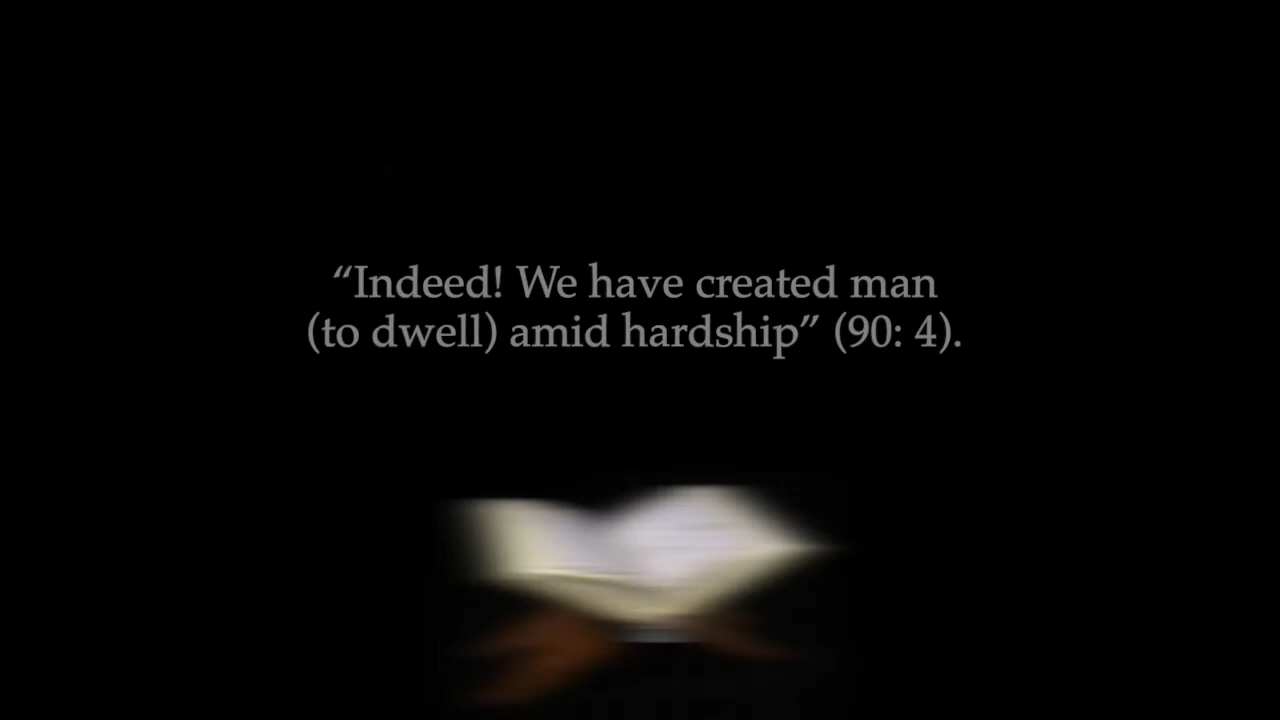 “Indeed! We have created man
(to dwell) amid hardship” (90: 4).